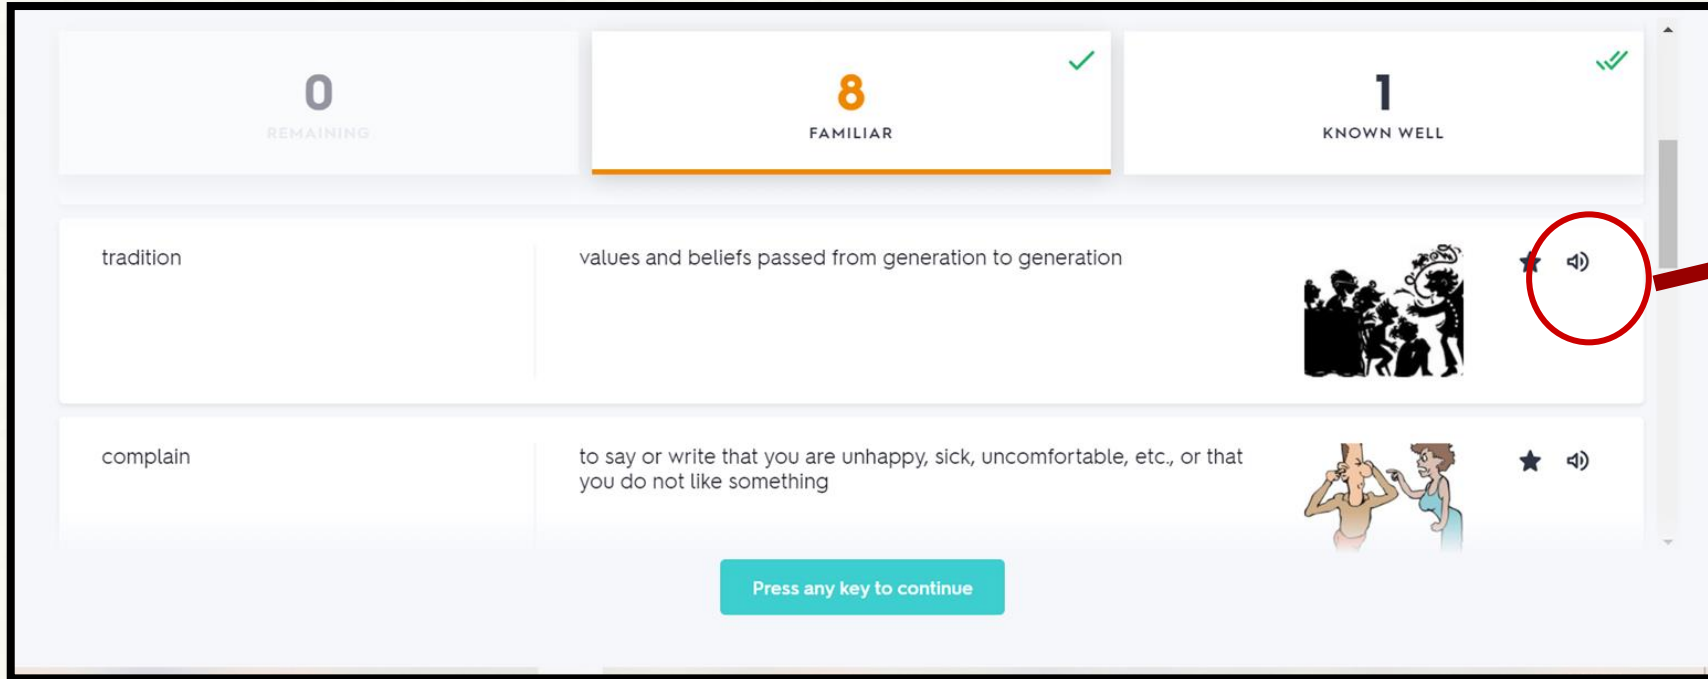 0
REMAINING
8
FAMILIAR
1
KNOWN WELL
tradition
values and beliefs passed from generation to generation
complain
to say or write that you are unhappy, sick, uncomfortable, etc., or that
you do not like something
Press any key to continue